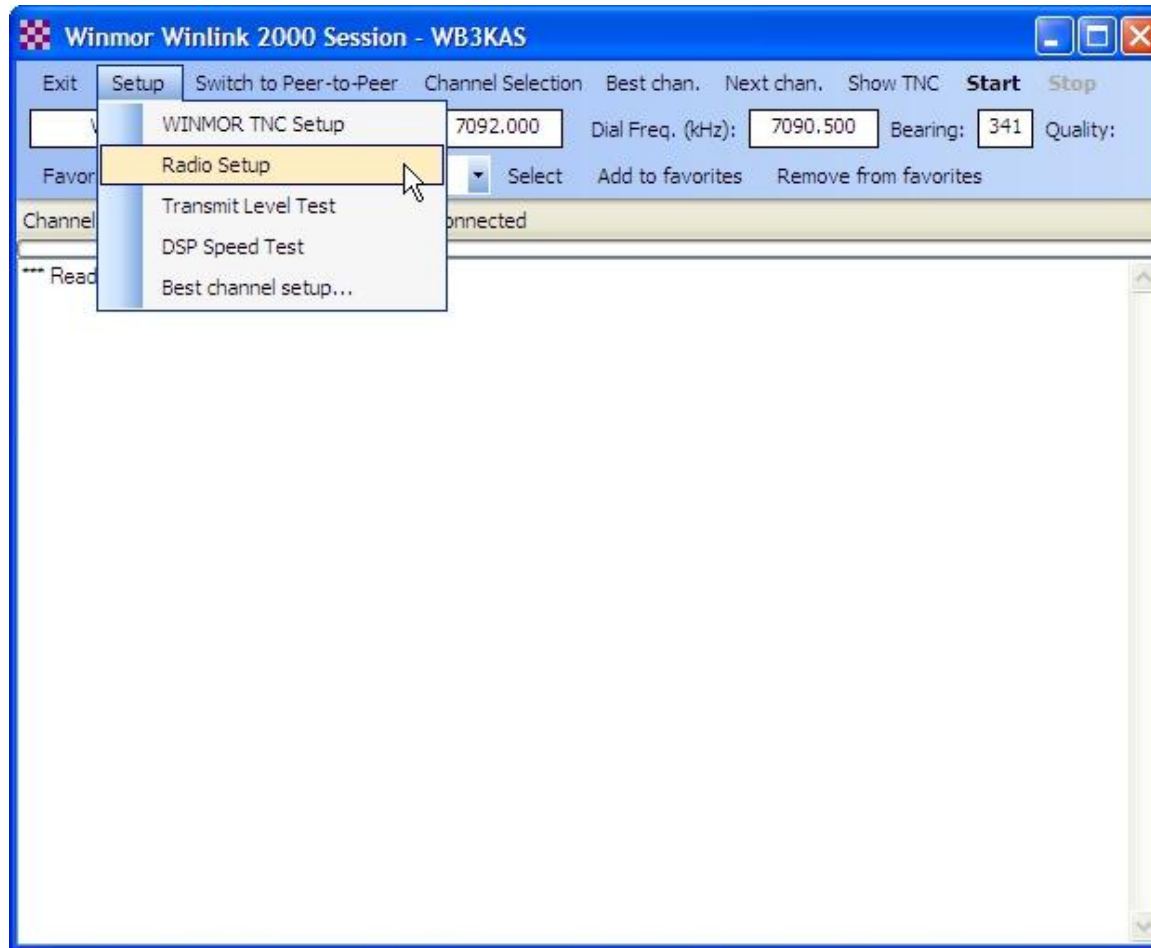 Winmor Winlink 2000 Session - WB3KAS
Exit Setup Switch to Peer-to-Peer Channel Selection Best chan. Next chan. Show TNC Start Stop
7092.000 Dial Freq. (kHz): 7090.500 Bearing: 341 Quality:
Select Add to favorites Remove from favorites
Channel
*** Read
WINMOR TNC Setup
Radio Setup
Transmit Level Test
DSP Speed Test
Best channel setup...